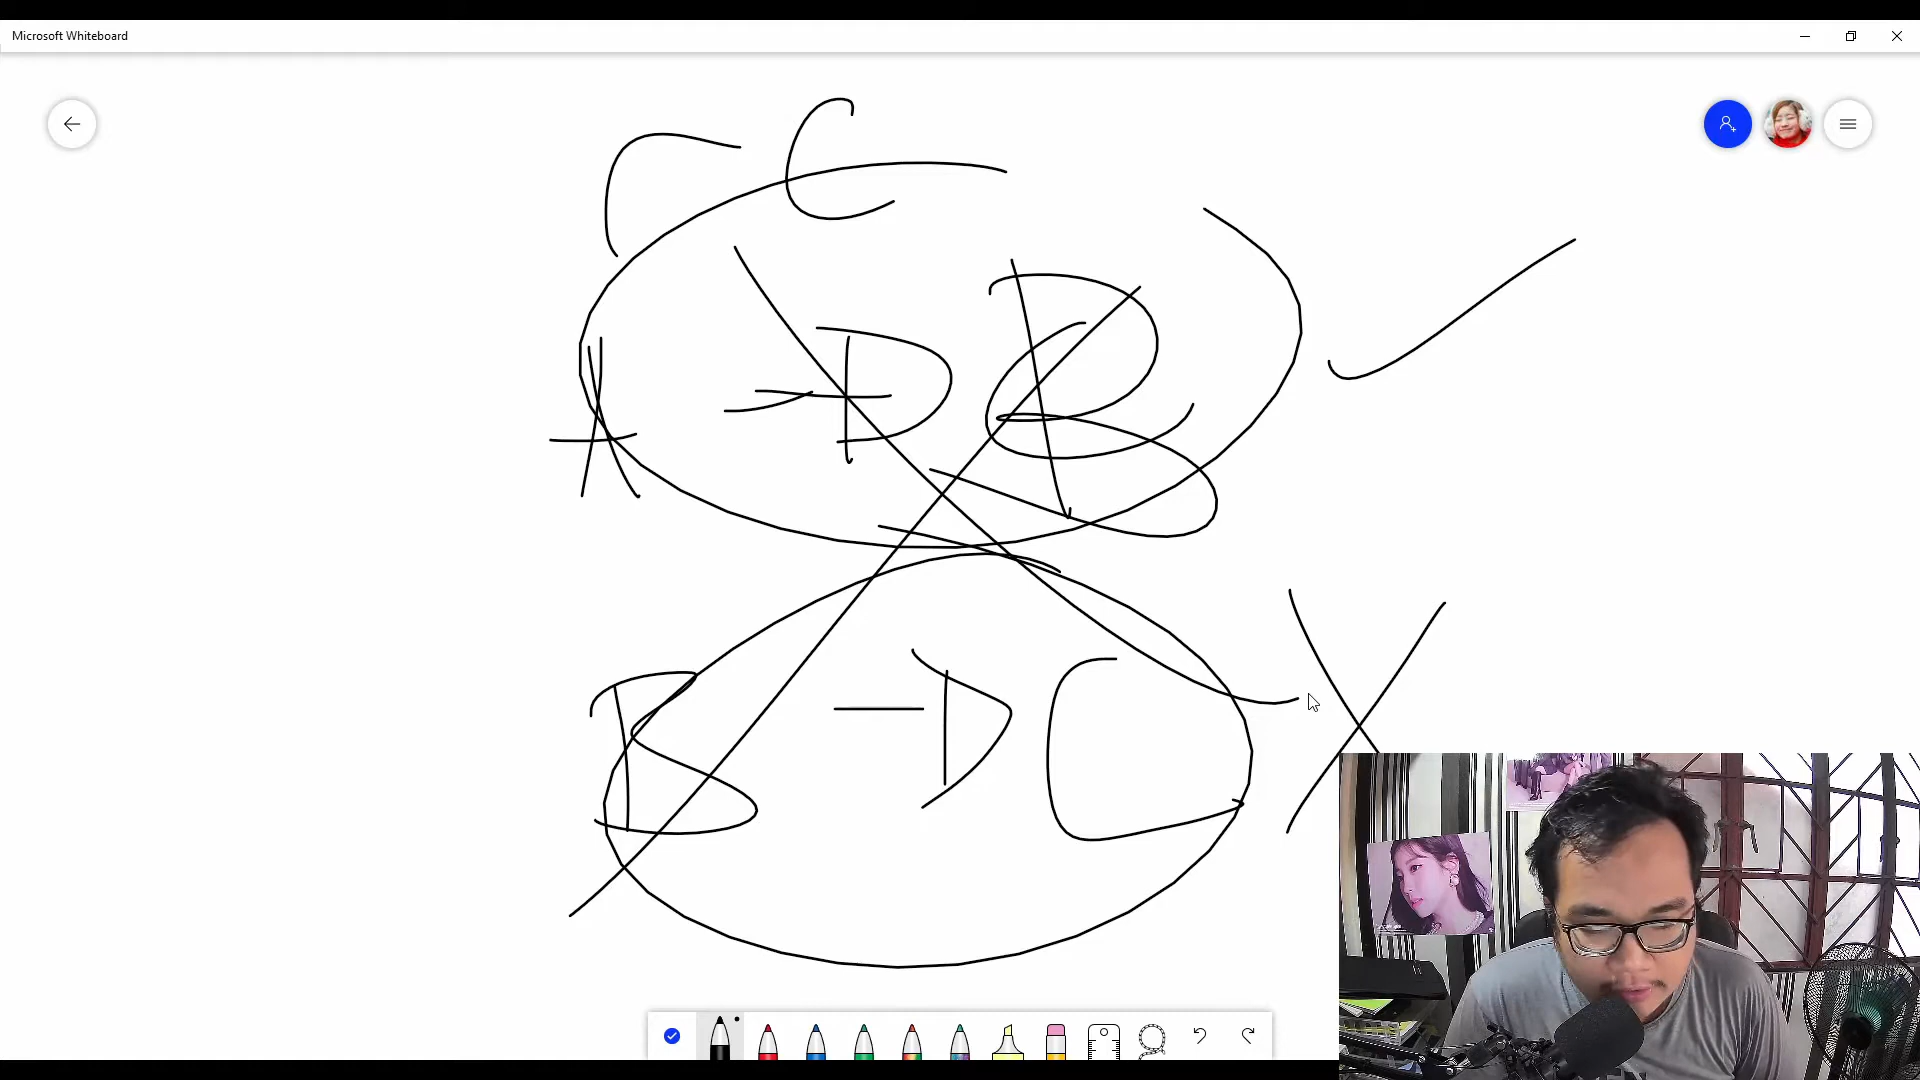 Microsoft Whiteboard
C
A → B
B → C
X